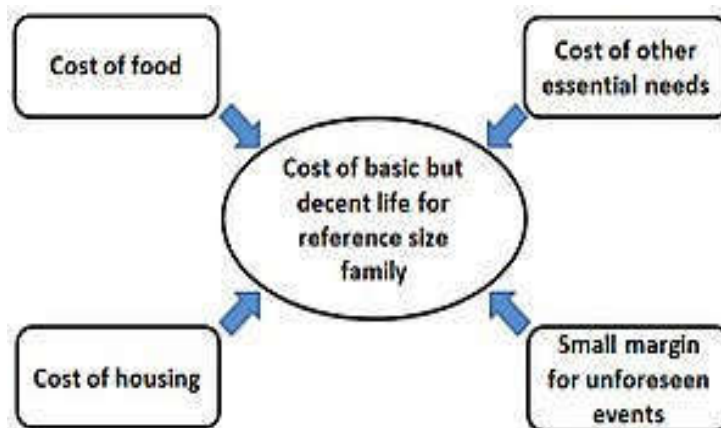 Cost of food
Cost of other
essential needs
Cost of basic but
decent life for
reference size
family
Cost of housing
Small margin
for unforeseen
events